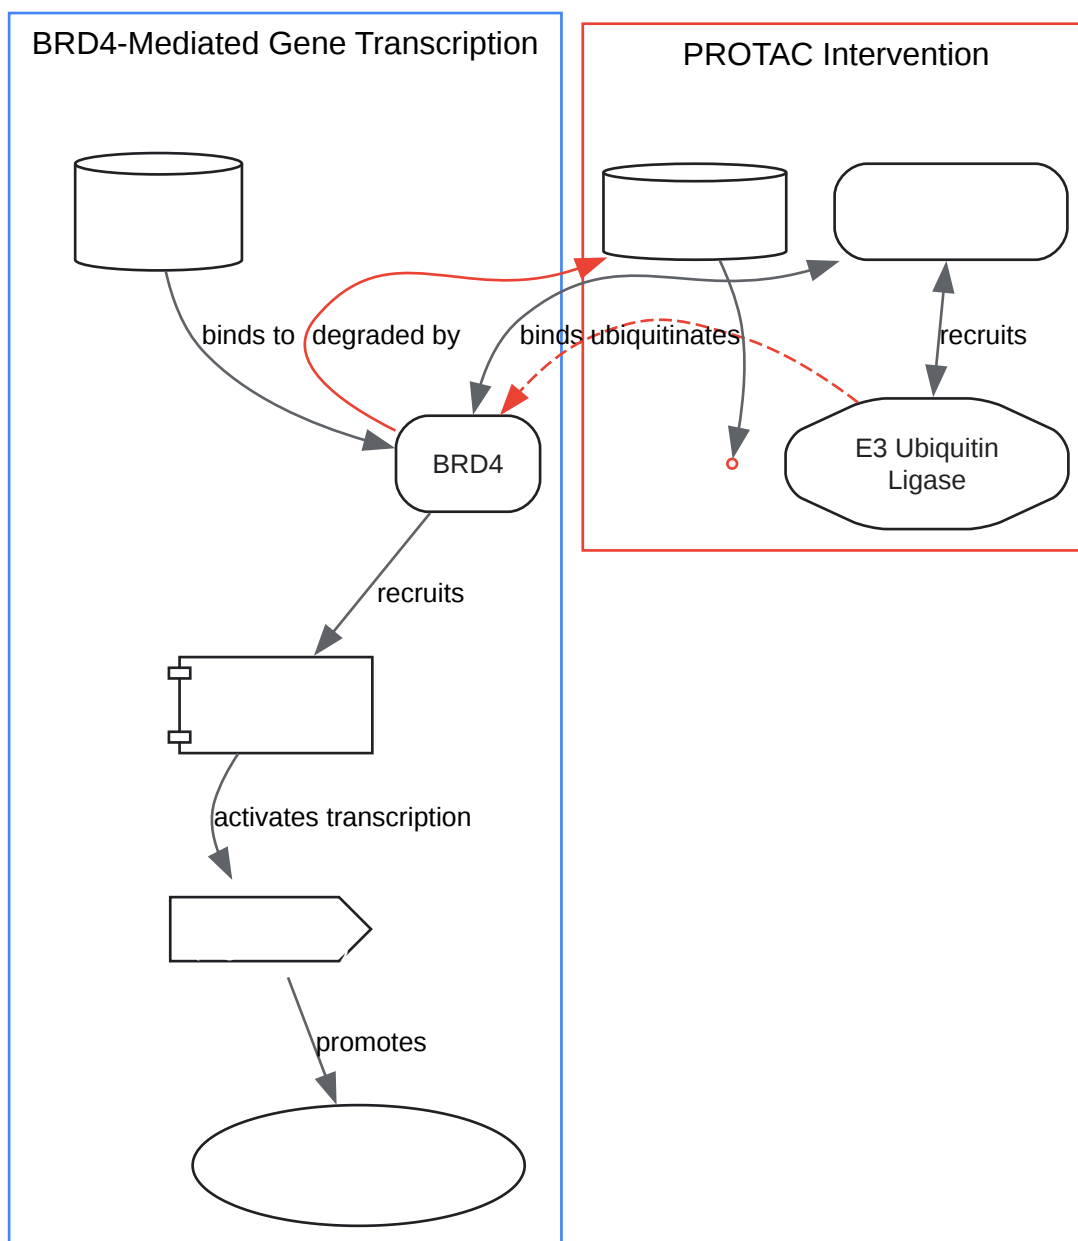 BRD4-Mediated Gene Transcription
PROTAC Intervention
binds to
degraded by
binds
ubiquitinates
recruits
BRD4
E3 Ubiquitin
Ligase
recruits
activates transcription
promotes